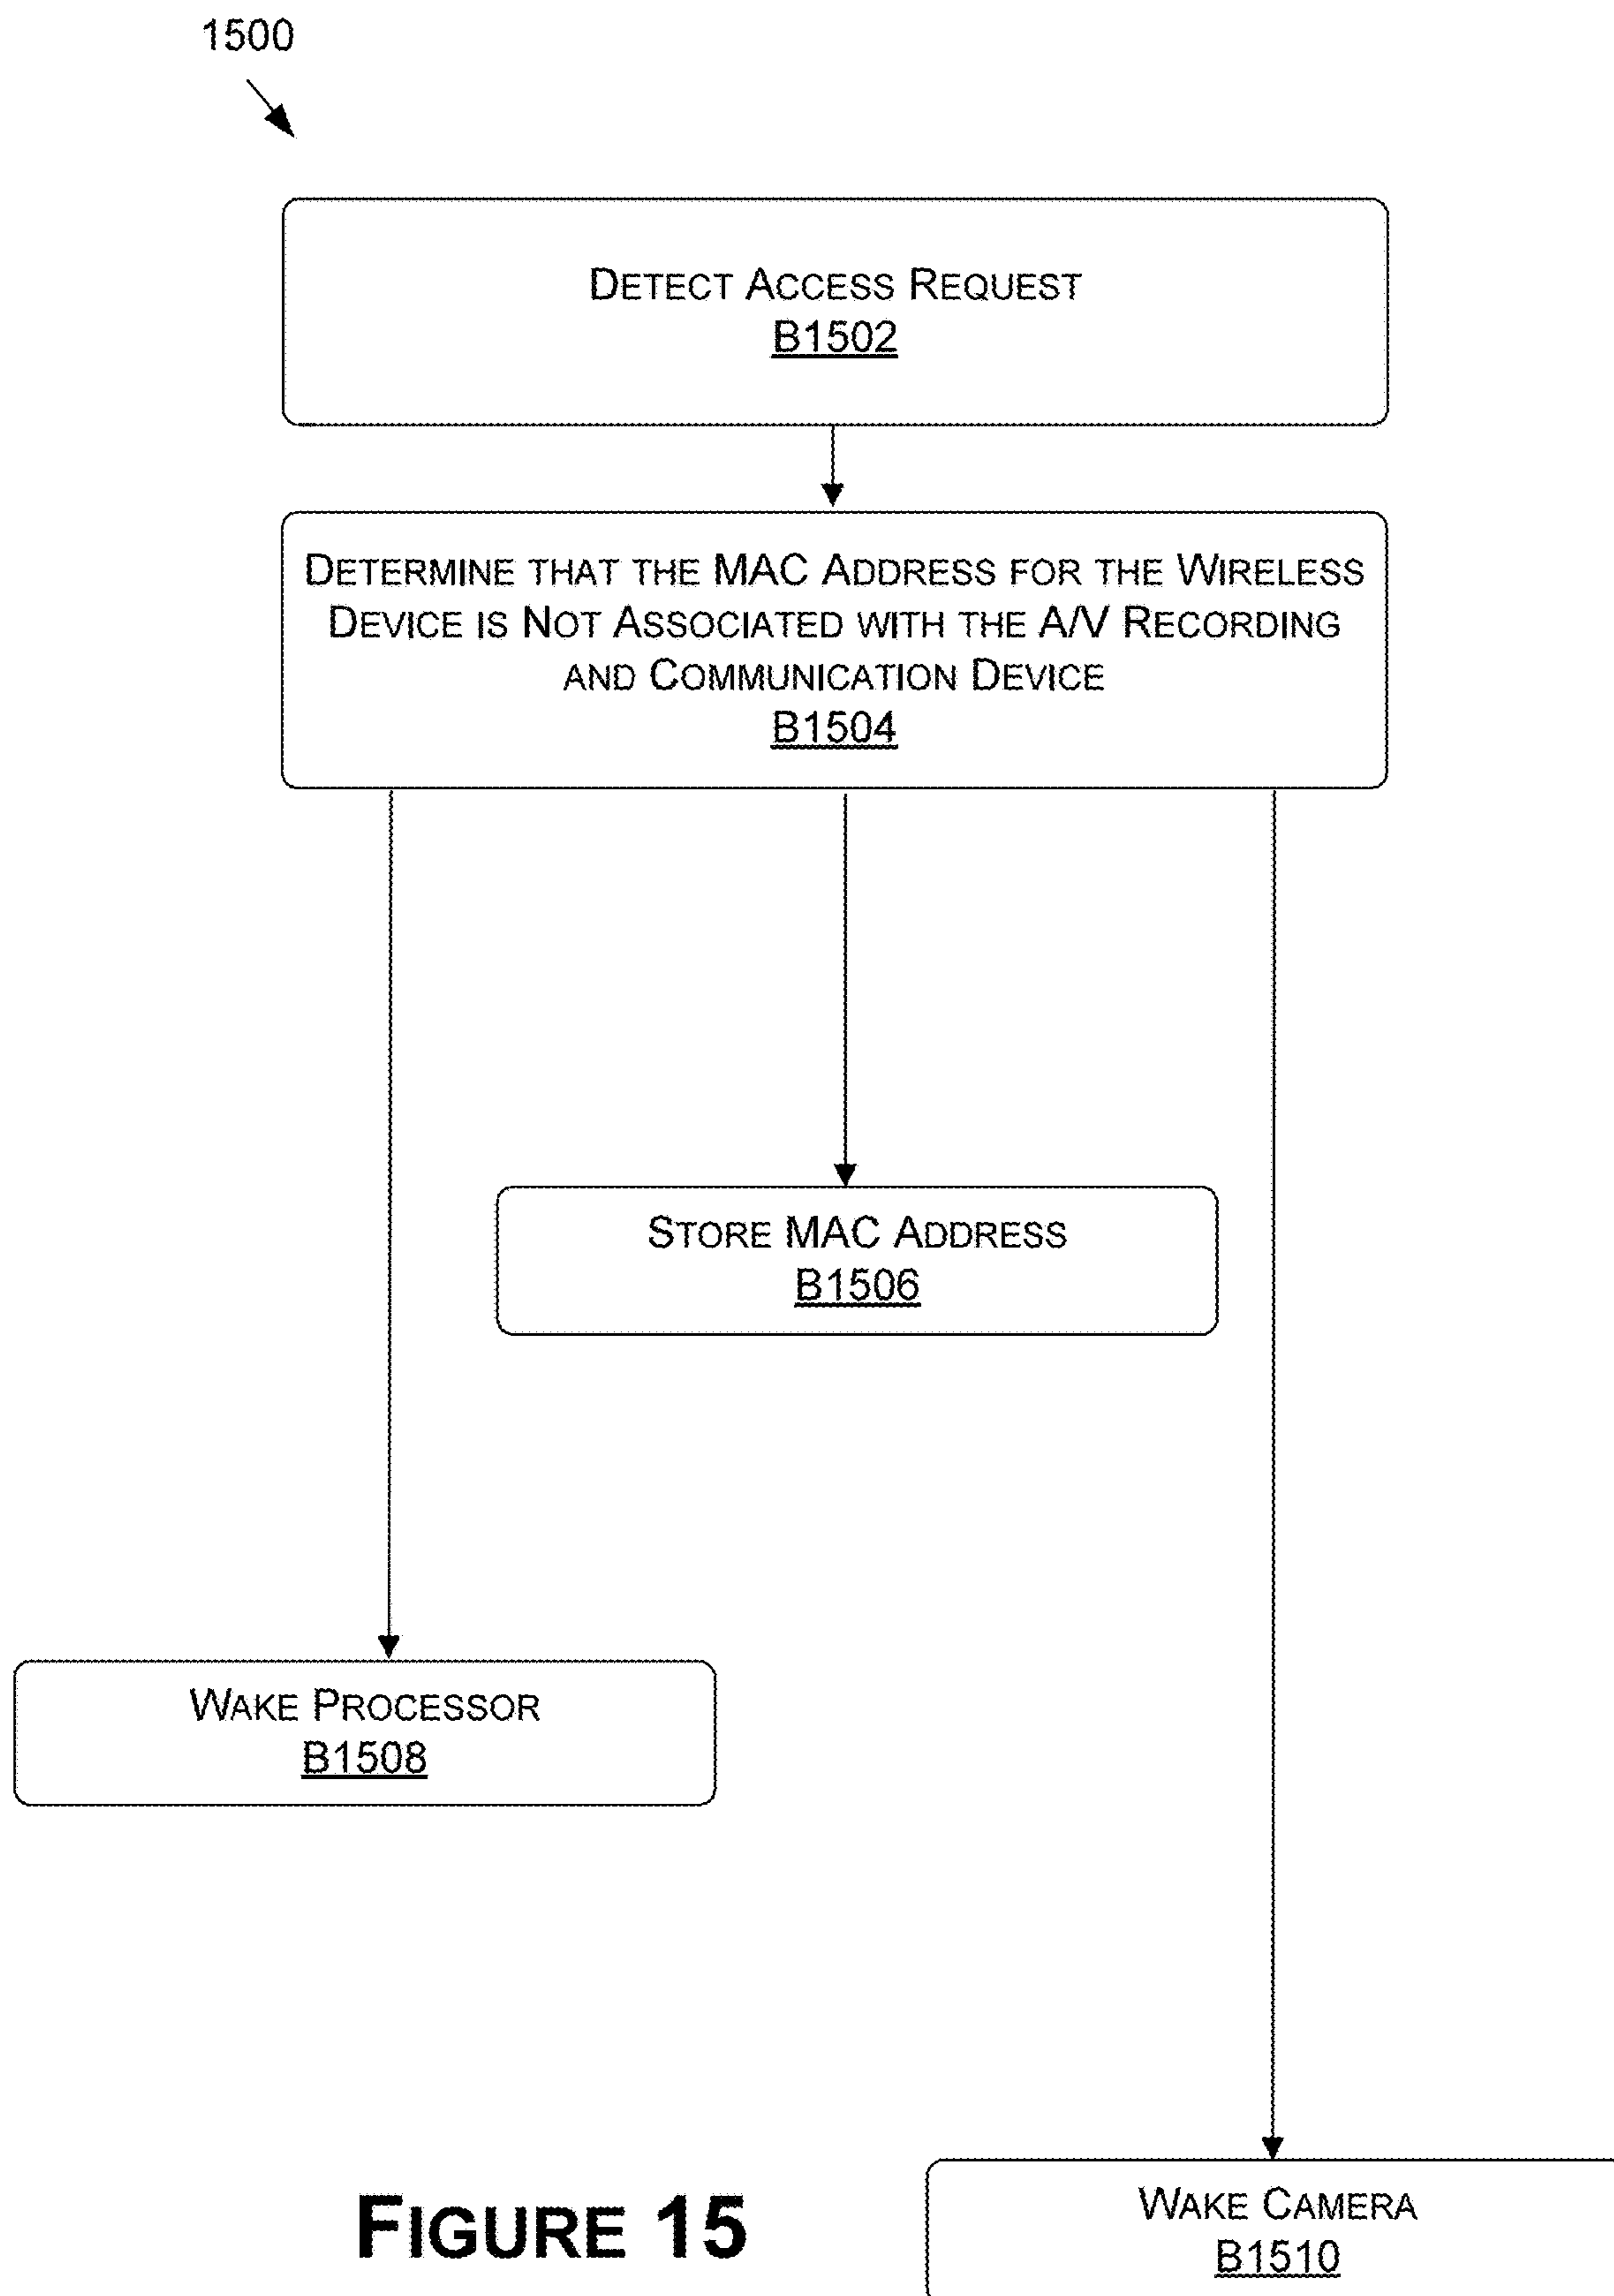 1500
DETECT ACCESS REQUEST
B1502
DETERMINE THAT THE MAC ADDRESS FOR THE WIRELESS
DEVICE IS NOT ASSOCIATED WITH THE A/V RECORDING
AND COMMUNICATION DEVICE
B1504
STORE MAC ADDRESS
B1506
WAKE PROCESSOR
B1508
WAKE CAMERA
B1510
FIGURE 15